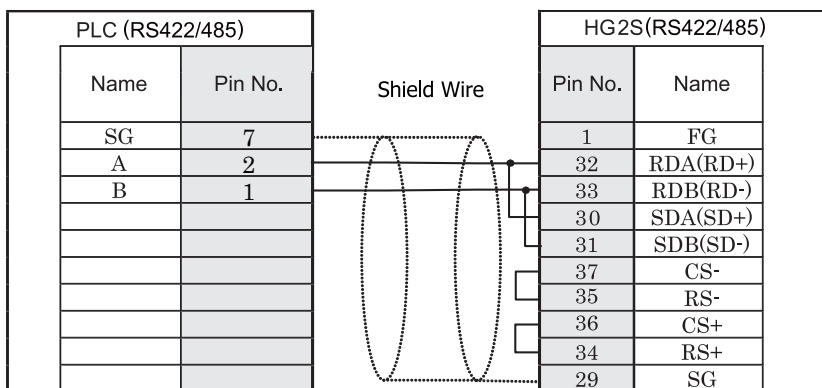 PLC (RS422/485)
HG2S(RS422/485)
Name Pin No.
Shield Wire
Pin No. Name
SG 7
1 FG
A 2
32 RDA(RD+)
B 1
33 RDB(RD-)
30 SDA(SD+)
31 SDB(SD-)
37 CS-
35 RS-
36 CS+
34 RS+
29 SG